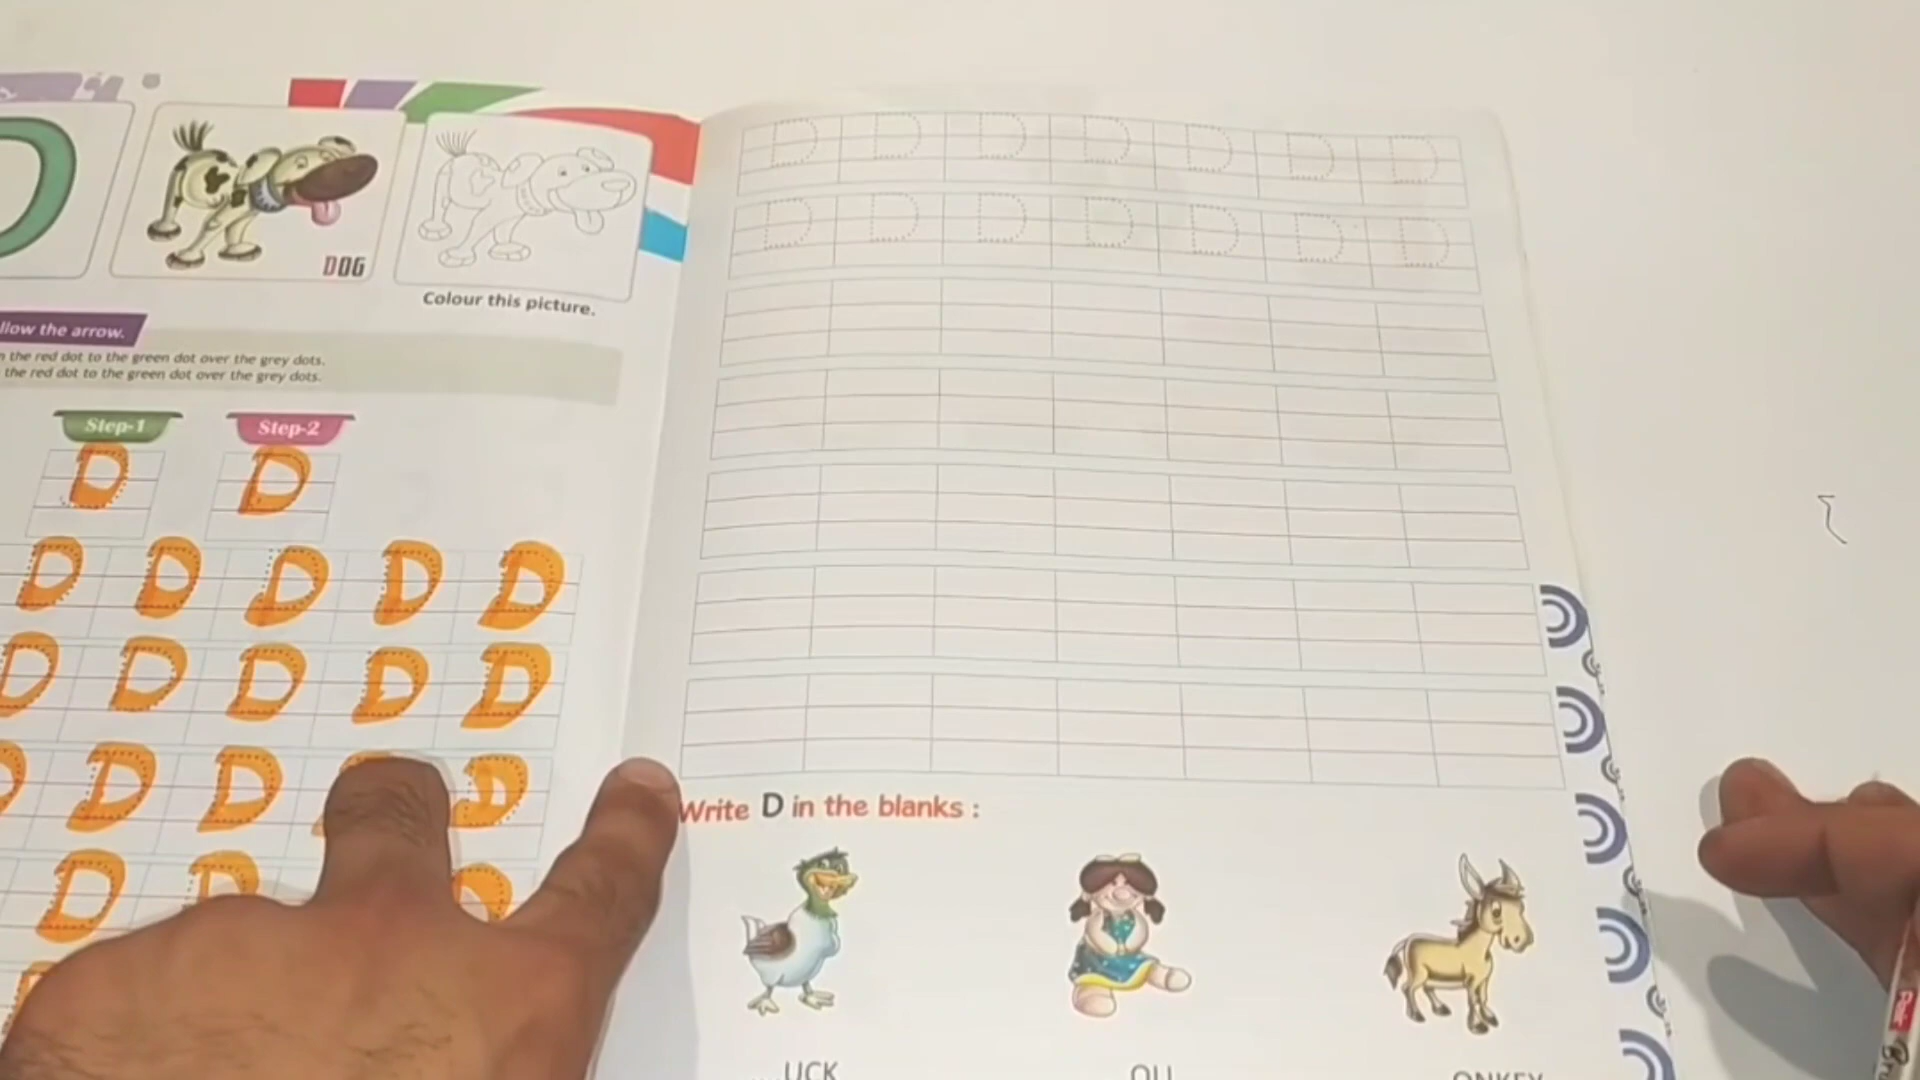 D
DOG
Colour this picture.
llow the arrow.
the red dot to the green dot over the grey dots.
the red dot to the green dot over the grey dots.
Step-1 Step-2
D D
D D D D D
D D D D D
D D D D
D D D
D D D D D D D
D D D D D D D
Write D in the blanks :
UCK OLL ONKEY